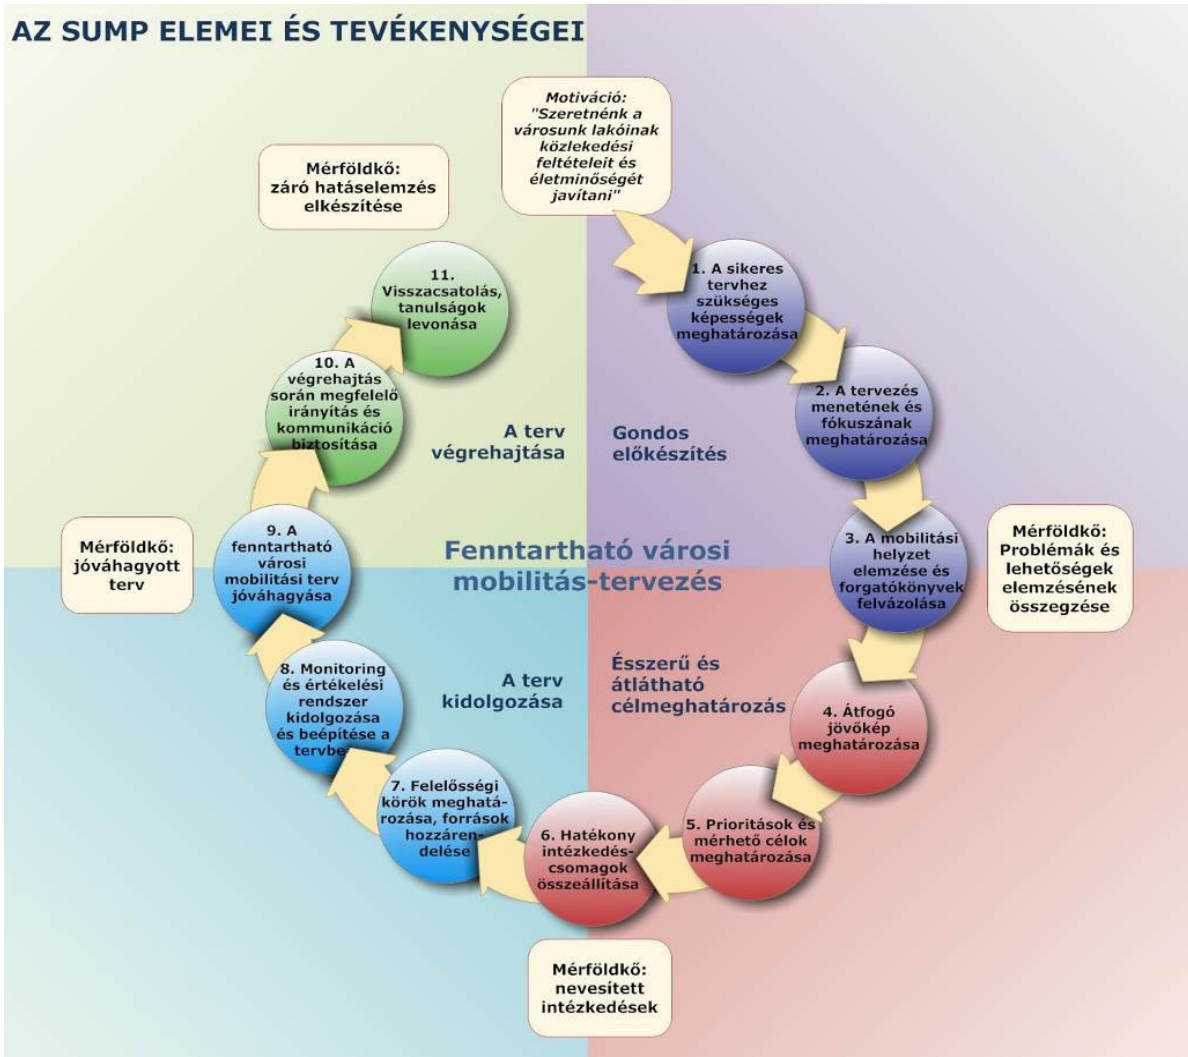 AZ SUMP ELEMEI ÉS TEVÉKENYSÉGEI
Motiváció:
"Szeretnénk a
városunk lakóinak
közlekedési
feltételeit és
életminőségét
javítani"
1. A sikeres
tervhez
szükséges
képességek
meghatározása
2. A tervezés
menetének és
fókuszának
meghatározása
Gondos
előkészítés
3. A mobilitási
helyzet
elemzése és
forgatókönyvek
felvázolása
Mérföldkő:
Problémák és
lehetőségek
elemzésének
összegzése
Fenntartható városi
mobilitás-tervezés
Ésszerű és
átlátható
célmeghatározás
4. Átfogó
jövőkép
meghatározása
5. Prioritások és
mérhető célok
meghatározása
6. Hatékony
intézkedés-
csomagok
összeállítása
Mérföldkő:
nevesített
intézkedések
A terv
kidolgozása
7. Felelősségi
körök meghatá-
rozása, források
hozzáren-
delése
8. Monitoring
és értékelési
rendszer
kidolgozása
és beépítése a
tervbe
9. A
fenntartható
városi
mobilitási terv
jóváhagyása
Mérföldkő:
jóváhagyott
terv
A terv
végrehajtása
10. A
végrehajtás
során megfelelő
irányítás és
kommunikáció
biztosítása
11.
Visszacsatolás,
tanulságok
levonása
Mérföldkő:
záró hatáselemzés
elkészítése